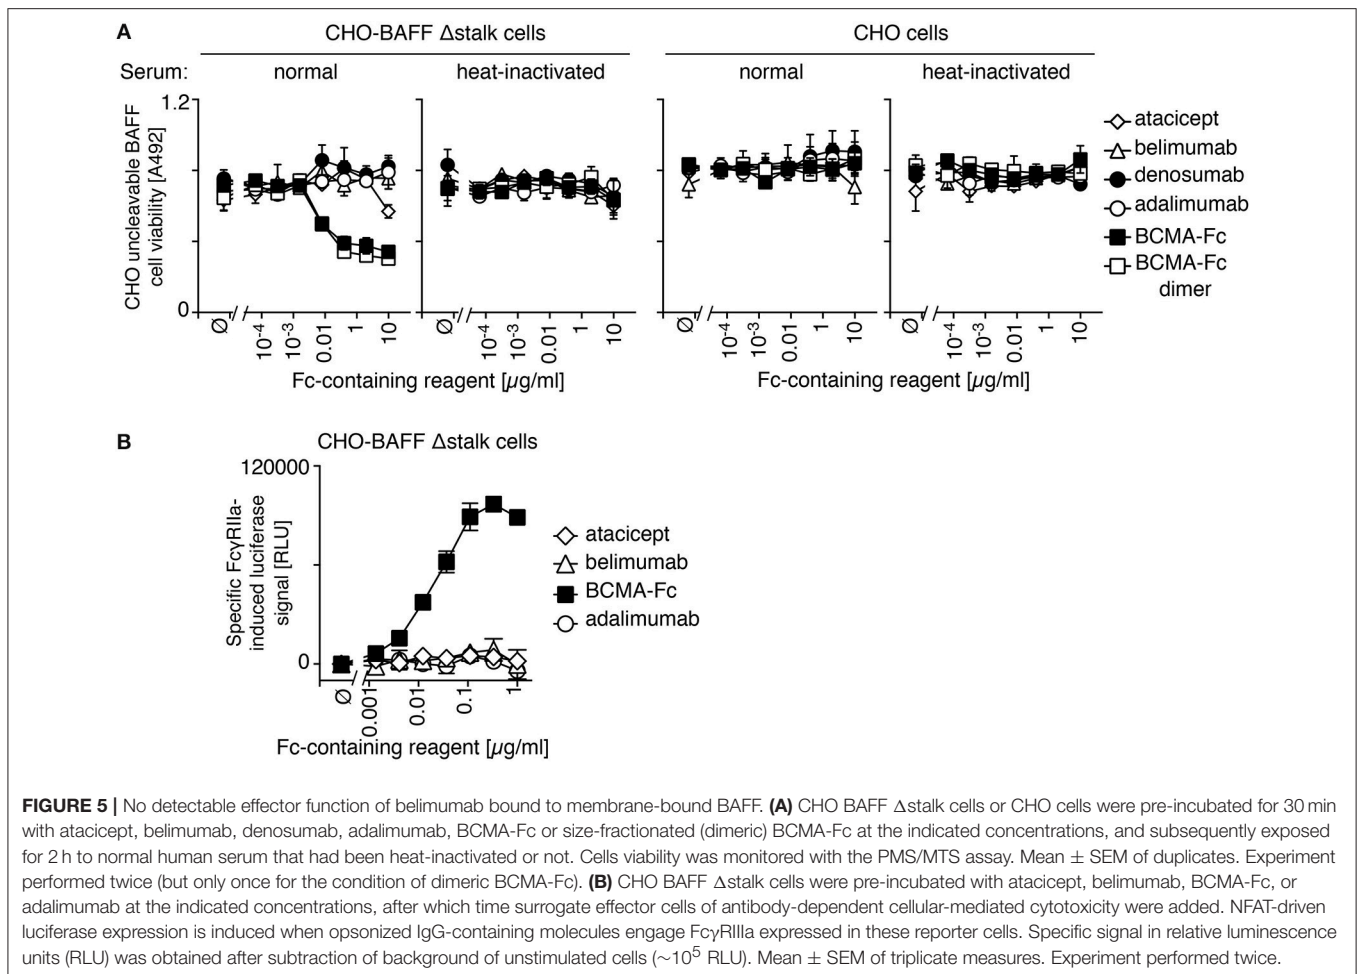 A
CHO-BAFF Δstalk cells
CHO cells
Serum:
normal
heat-inactivated
normal
heat-inactivated
CHO uncleavable BAFF
cell viability [A492]
1.2
0
Ø
10-4
10-3
0.01
1
10
Ø
10-4
10-3
0.01
1
10
Ø
10-4
10-3
0.01
1
10
Ø
10-4
10-3
0.01
1
10
Fc-containing reagent [µg/ml]
Fc-containing reagent [µg/ml]
atacicept
belimumab
denosumab
adalimumab
BCMA-Fc
BCMA-Fc
dimer
B
CHO-BAFF Δstalk cells
Specific FcγRIIa-
induced luciferase
signal [RLU]
120000
0
Ø
0.001
0.01
0.1
1
Fc-containing reagent [µg/ml]
atacicept
belimumab
BCMA-Fc
adalimumab
FIGURE 5 | No detectable effector function of belimumab bound to membrane-bound BAFF. (A) CHO BAFF Δstalk cells or CHO cells were pre-incubated for 30 min
with atacicept, belimumab, denosumab, adalimumab, BCMA-Fc or size-fractionated (dimeric) BCMA-Fc at the indicated concentrations, and subsequently exposed
for 2 h to normal human serum that had been heat-inactivated or not. Cells viability was monitored with the PMS/MTS assay. Mean ± SEM of duplicates. Experiment
performed twice (but only once for the condition of dimeric BCMA-Fc). (B) CHO BAFF Δstalk cells were pre-incubated with atacicept, belimumab, BCMA-Fc, or
adalimumab at the indicated concentrations, after which time surrogate effector cells of antibody-dependent cellular-mediated cytotoxicity were added. NFAT-driven
luciferase expression is induced when opsonized IgG-containing molecules engage FcγRIIIa expressed in these reporter cells. Specific signal in relative luminescence
units (RLU) was obtained after subtraction of background of unstimulated cells (~10⁵ RLU). Mean ± SEM of triplicate measures. Experiment performed twice.